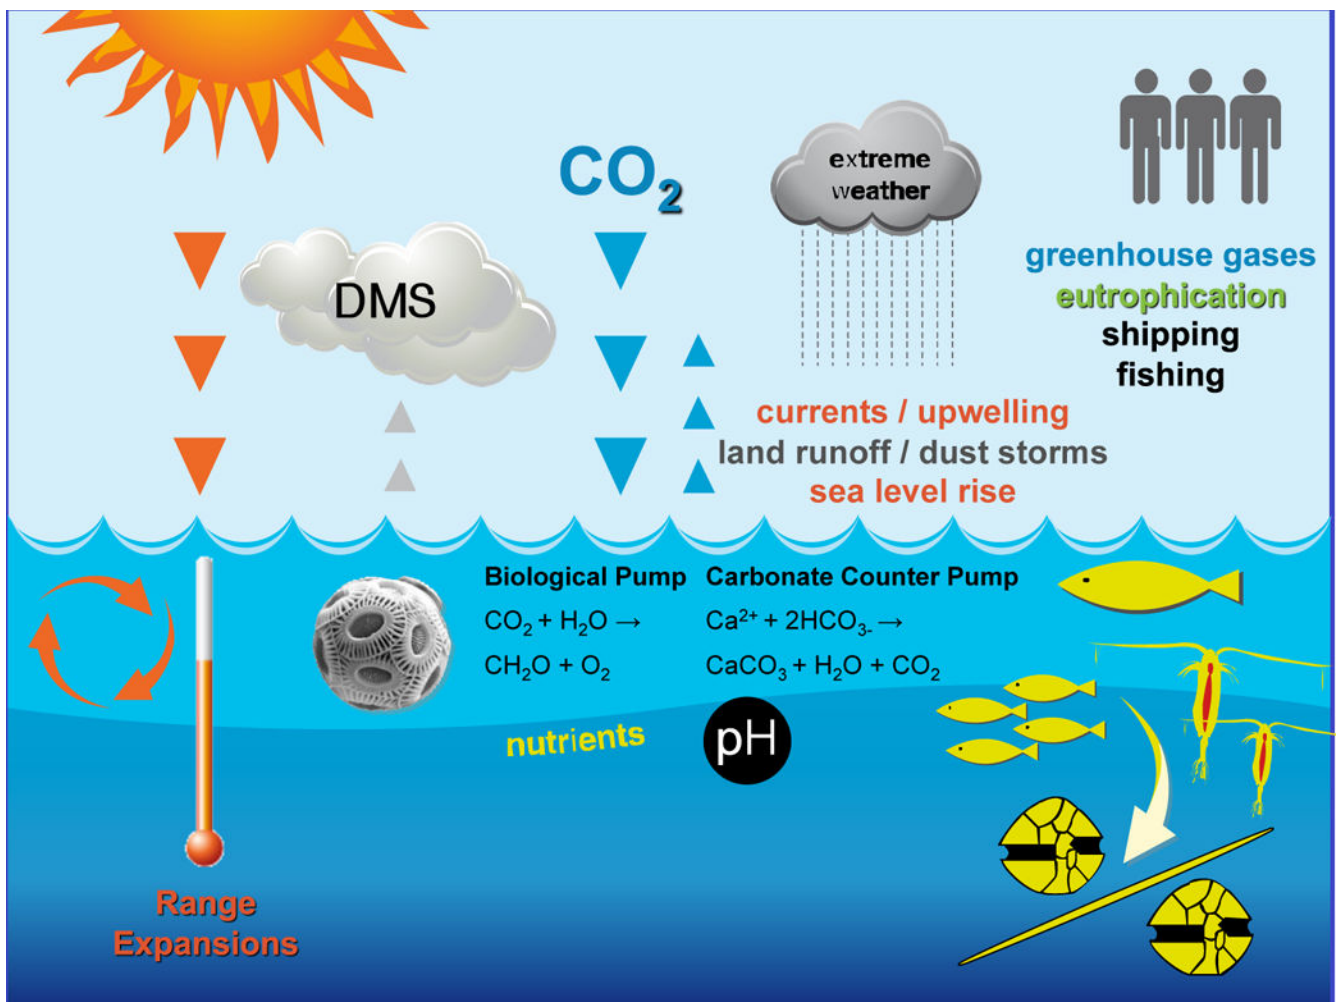 CO₂
extreme
weather
DMS
greenhouse gases
eutrophication
shipping
fishing
currents / upwelling
land runoff / dust storms
sea level rise
Biological Pump
CO₂ + H₂O →
CH₂O + O₂
Carbonate Counter Pump
Ca²⁺ + 2HCO₃₋ →
CaCO₃ + H₂O + CO₂
nutrients
pH
Range
Expansions